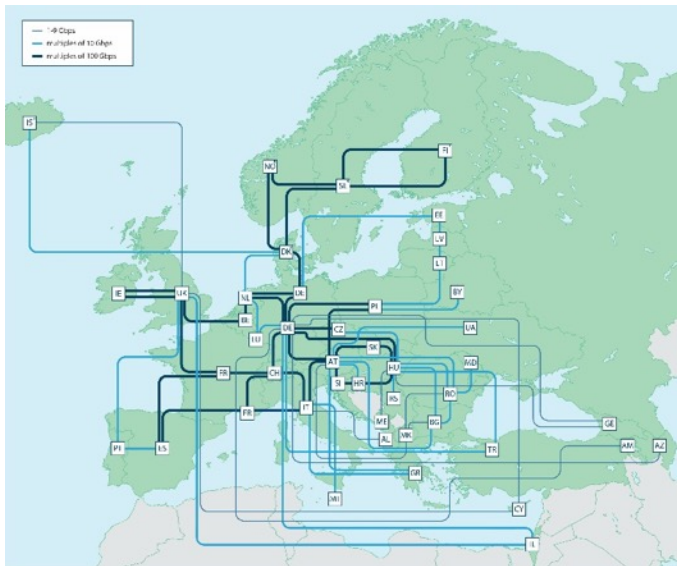 1-9 Gbps
multiples of 10 Gbps
multiples of 100 Gbps
IS
NO
SE
FI
EE
LV
LT
DK
IE
UK
NL
DE
BE
LU
DE
PL
BY
CZ
UA
SK
AT
HU
MD
FR
CH
SI
HR
RS
RO
FR
IT
ME
BG
GE
PT
ES
AL
MK
TR
AM
AZ
GR
CY
IL